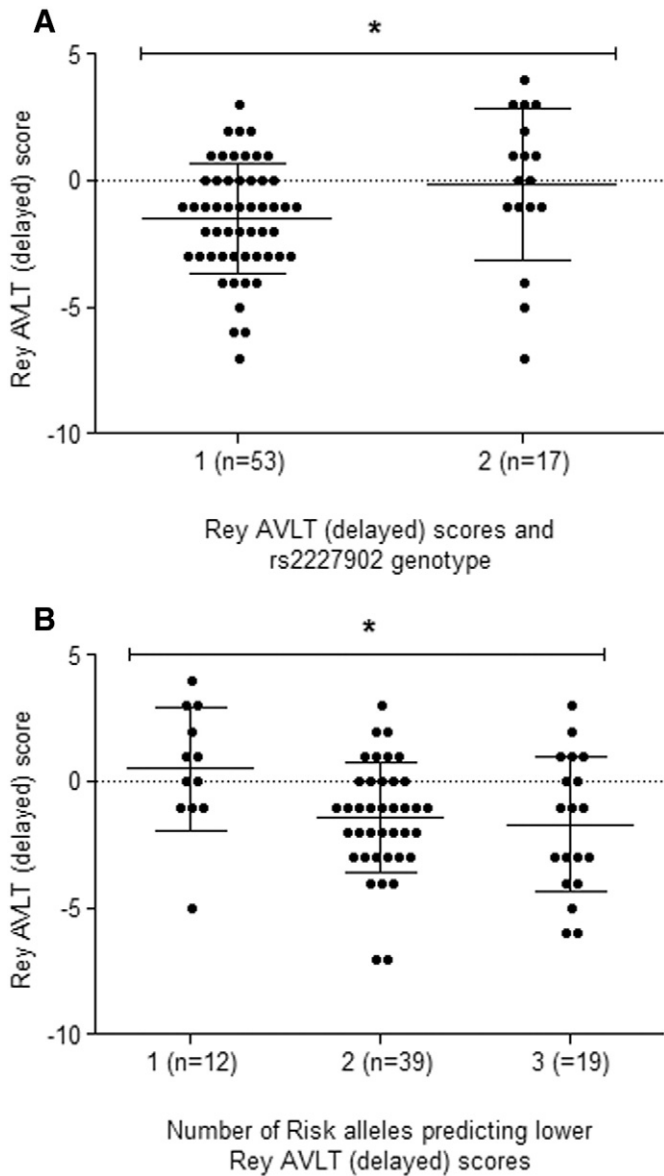 A
*
5
0
-5
-10
Rey AVLT (delayed) score
1 (n=53)
2 (n=17)
Rey AVLT (delayed) scores and
rs2227902 genotype
B
*
5
0
-5
-10
Rey AVLT (delayed) score
1 (n=12)
2 (n=39)
3 (=19)
Number of Risk alleles predicting lower
Rey AVLT (delayed) scores